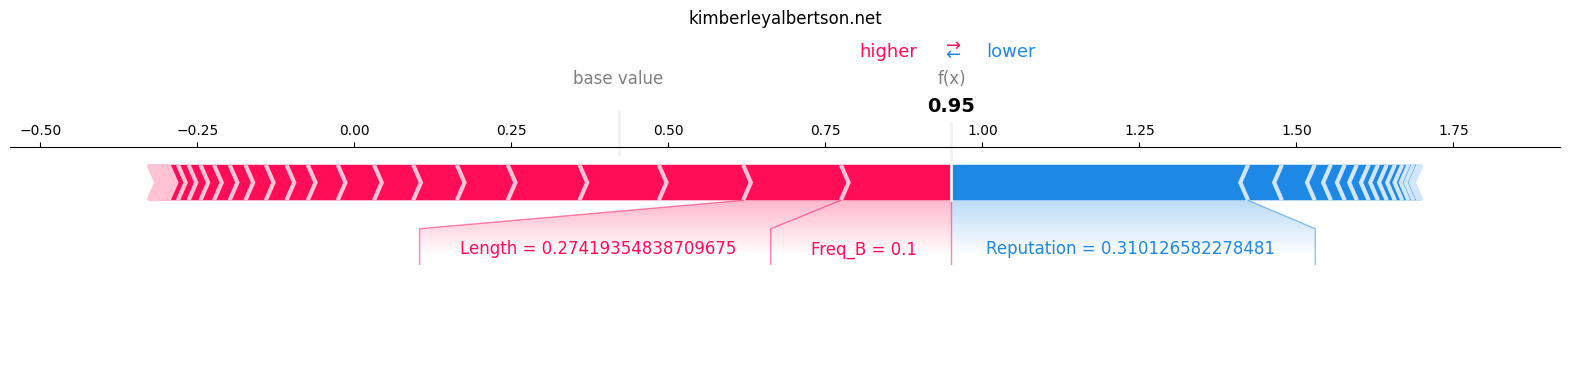 kimberleyalbertson.net
higher ⇄ lower
base value f(x)
0.95
−0.50 −0.25 0.00 0.25 0.50 0.75 1.00 1.25 1.50 1.75
Length = 0.27419354838709675 Freq_B = 0.1 Reputation = 0.310126582278481